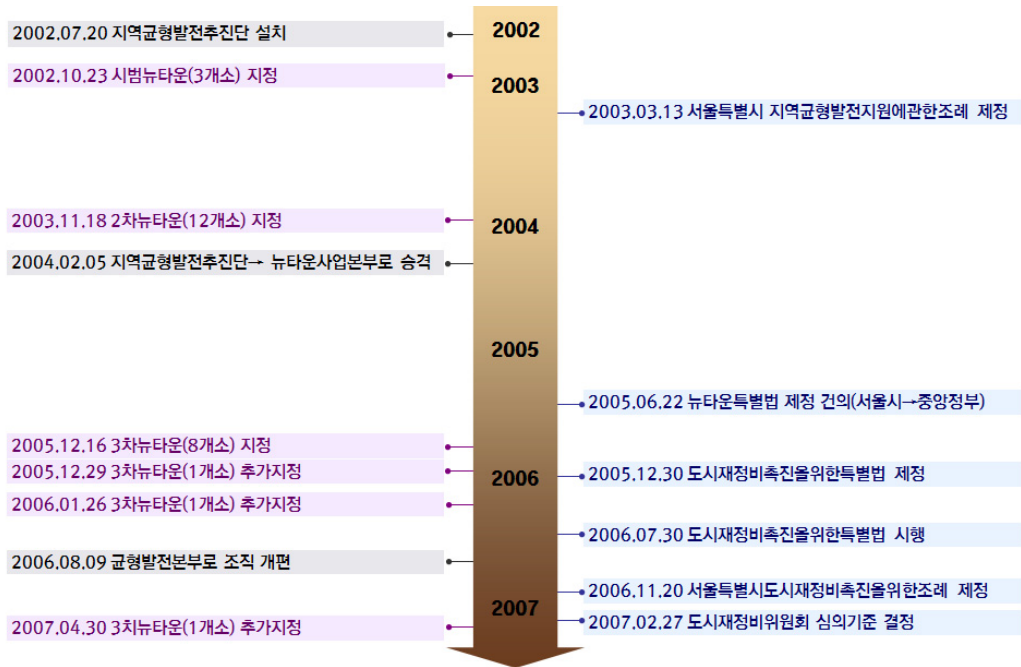 2002
2002.07.20 지역균형발전추진단 설치
2002.10.23 시범뉴타운(3개소) 지정
2003
2003.03.13 서울특별시 지역균형발전지원에관한조례 제정
2003.11.18 2차뉴타운(12개소) 지정
2004
2004.02.05 지역균형발전추진단→ 뉴타운사업본부로 승격
2005
2005.06.22 뉴타운특별법 제정 건의(서울시→중앙정부)
2005.12.16 3차뉴타운(8개소) 지정
2005.12.29 3차뉴타운(1개소) 추가지정
2006
2005.12.30 도시재정비촉진을위한특별법 제정
2006.01.26 3차뉴타운(1개소) 추가지정
2006.07.30 도시재정비촉진을위한특별법 시행
2006.08.09 균형발전본부로 조직 개편
2006.11.20 서울특별시도시재정비촉진을위한조례 제정
2007
2007.02.27 도시재정비위원회 심의기준 결정
2007.04.30 3치뉴타운(1개소) 추가지정